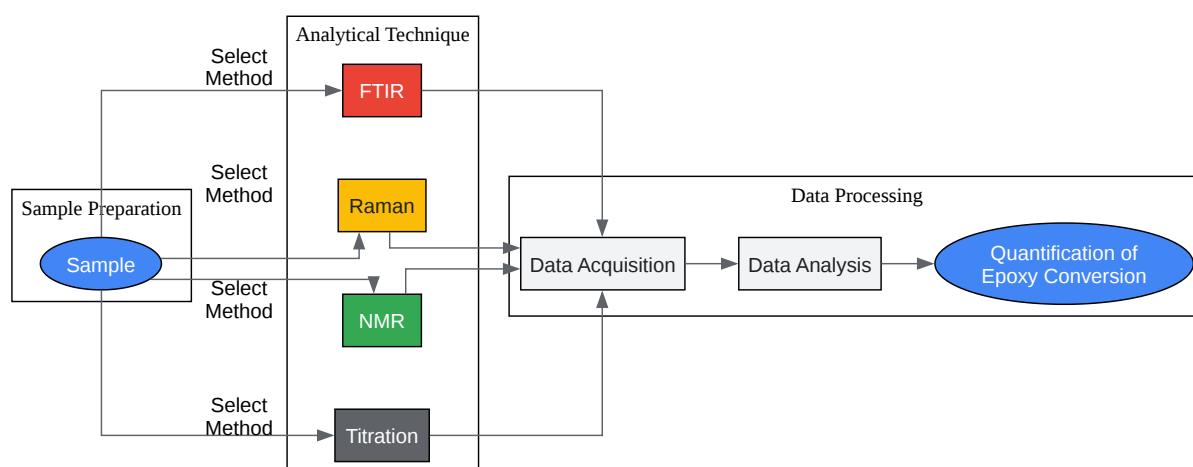 Analytical Technique
Select
Method
FTIR
Select
Method
Raman
Sample Preparation
Sample
Select
Method
NMR
Select
Method
Titration
Data Processing
Data Acquisition
Data Analysis
Quantification of
Epoxy Conversion